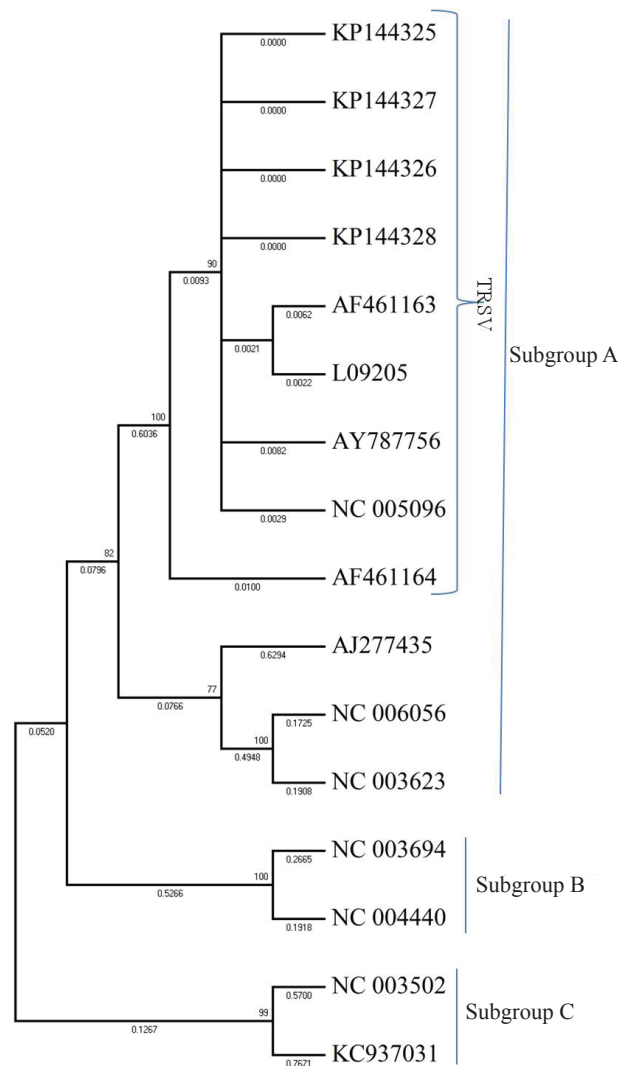 KP144325
0.0000
KP144327
0.0000
KP144326
0.0000
KP144328
0.0000
90
0.0093
AF461163
0.0062
TRSV
0.0021
L09205
0.0022
Subgroup A
100
0.6036
AY787756
0.0082
NC 005096
0.0029
82
0.0796
AF461164
0.0100
AJ277435
0.6294
77
0.0766
NC 006056
0.1725
0.0520
100
0.4948
NC 003623
0.1908
NC 003694
0.2665
100
0.5266
Subgroup B
NC 004440
0.1918
NC 003502
0.5700
99
0.1267
Subgroup C
KC937031
0.7671